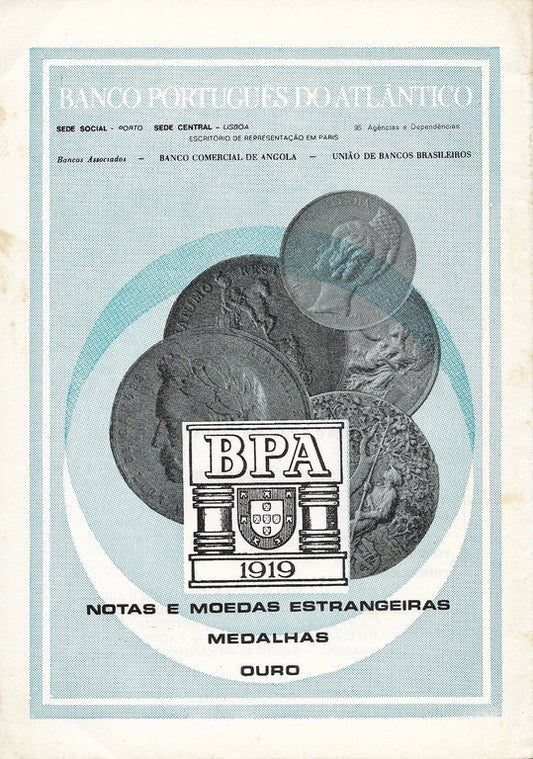 BANCO PORTUGUÊS DO ATLÂNTICO
SEDE SOCIAL - PORTO SEDE CENTRAL - LISBOA 95 Agências e Dependências
ESCRITÓRIO DE REPRESENTAÇÃO EM PARIS
Bancos Associados — BANCO COMERCIAL DE ANGOLA — UNIÃO DE BANCOS BRASILEIROS
BPA
1919
NOTAS E MOEDAS ESTRANGEIRAS
MEDALHAS
OURO